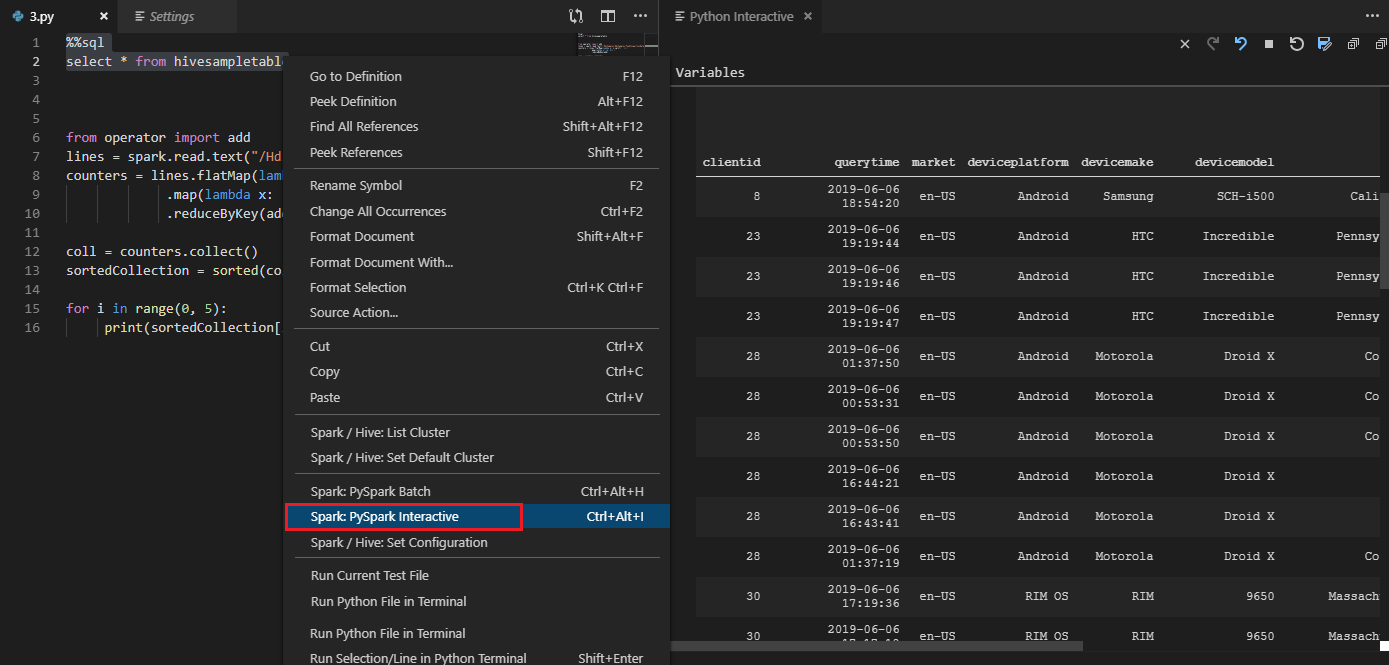 3.py
Settings
Python Interactive
1 %%sql
2 select * from hivesampletable
3
4
5
6 from operator import add
7 lines = spark.read.text("/Hd
8 counters = lines.flatMap(lam
9 .map(lambda x:
10 .reduceByKey(add
11
12 coll = counters.collect()
13 sortedCollection = sorted(co
14
15 for i in range(0, 5):
16 print(sortedCollection[
Go to Definition F12
Peek Definition Alt+F12
Find All References Shift+Alt+F12
Peek References Shift+F12
Rename Symbol F2
Change All Occurrences Ctrl+F2
Format Document Shift+Alt+F
Format Document With...
Format Selection Ctrl+K Ctrl+F
Source Action...
Cut Ctrl+X
Copy Ctrl+C
Paste Ctrl+V
Spark / Hive: List Cluster
Spark / Hive: Set Default Cluster
Spark: PySpark Batch Ctrl+Alt+H
Spark: PySpark Interactive Ctrl+Alt+I
Spark / Hive: Set Configuration
Run Current Test File
Run Python File in Terminal
Run Python File in Terminal
Run Selection/Line in Python Terminal Shift+Enter
Variables
clientid querytime market deviceplatform devicemake devicemodel
8 2019-06-06 18:54:20 en-US Android Samsung SCH-i500 Cali
23 2019-06-06 19:19:44 en-US Android HTC Incredible Pennsy
23 2019-06-06 19:19:46 en-US Android HTC Incredible Pennsy
23 2019-06-06 19:19:47 en-US Android HTC Incredible Pennsy
28 2019-06-06 01:37:50 en-US Android Motorola Droid X Co
28 2019-06-06 00:53:31 en-US Android Motorola Droid X Co
28 2019-06-06 00:53:50 en-US Android Motorola Droid X Co
28 2019-06-06 16:44:21 en-US Android Motorola Droid X
28 2019-06-06 16:43:41 en-US Android Motorola Droid X
28 2019-06-06 01:37:19 en-US Android Motorola Droid X Co
30 2019-06-06 17:19:36 en-US RIM OS RIM 9650 Massach
30 2019-06-06 en-US RIM OS RIM 9650 Massach